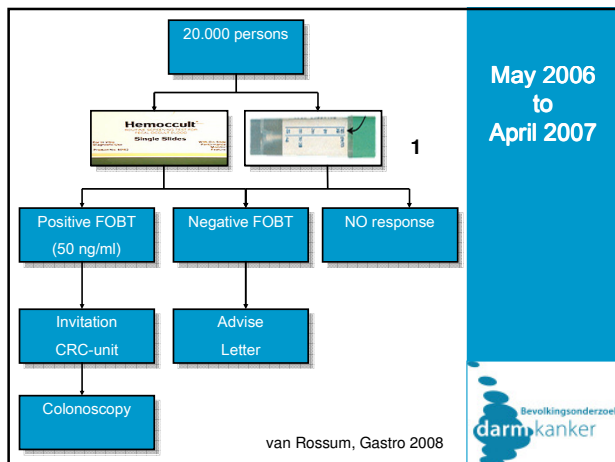 20.000 persons
May 2006
to
April 2007
Hemoccult
Single Slides
1
Positive FOBT
(50 ng/ml)
Negative FOBT
NO response
Invitation
CRC-unit
Advise
Letter
Colonoscopy
van Rossum, Gastro 2008
Bevolkingsonderzoek
darmkanker